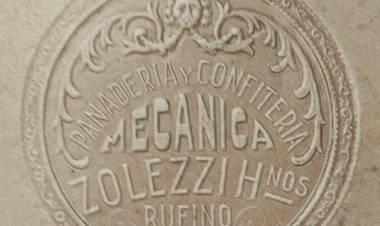 PANADERIA Y CONFITERIA
MECANICA
ZOLEZZI Hnos
RUFINO